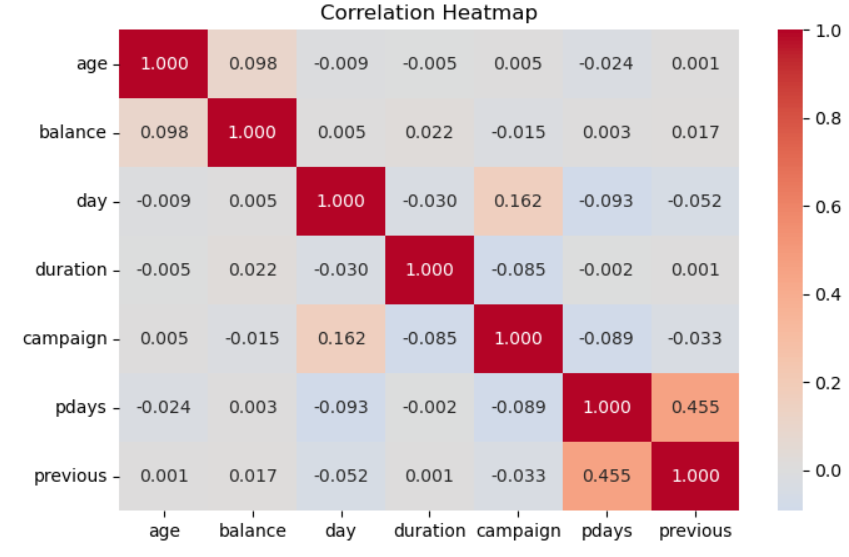 Correlation Heatmap
age 1.000 0.098 -0.009 -0.005 0.005 -0.024 0.001
balance 0.098 1.000 0.005 0.022 -0.015 0.003 0.017
day -0.009 0.005 1.000 -0.030 0.162 -0.093 -0.052
duration -0.005 0.022 -0.030 1.000 -0.085 -0.002 0.001
campaign 0.005 -0.015 0.162 -0.085 1.000 -0.089 -0.033
pdays -0.024 0.003 -0.093 -0.002 -0.089 1.000 0.455
previous 0.001 0.017 -0.052 0.001 -0.033 0.455 1.000
age balance day duration campaign pdays previous
1.0
0.8
0.6
0.4
0.2
0.0